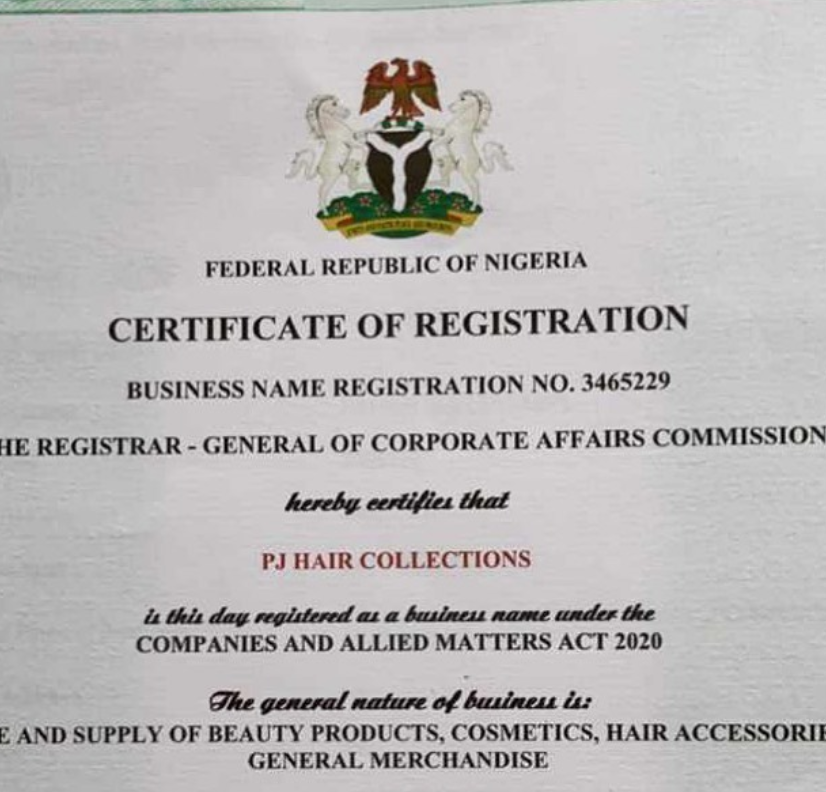 FEDERAL REPUBLIC OF NIGERIA
CERTIFICATE OF REGISTRATION
BUSINESS NAME REGISTRATION NO. 3465229
HE REGISTRAR - GENERAL OF CORPORATE AFFAIRS COMMISSION
hereby certifies that
PJ HAIR COLLECTIONS
is this day registered as a business name under the
COMPANIES AND ALLIED MATTERS ACT 2020
The general nature of business is:
E AND SUPPLY OF BEAUTY PRODUCTS, COSMETICS, HAIR ACCESSORIE
GENERAL MERCHANDISE